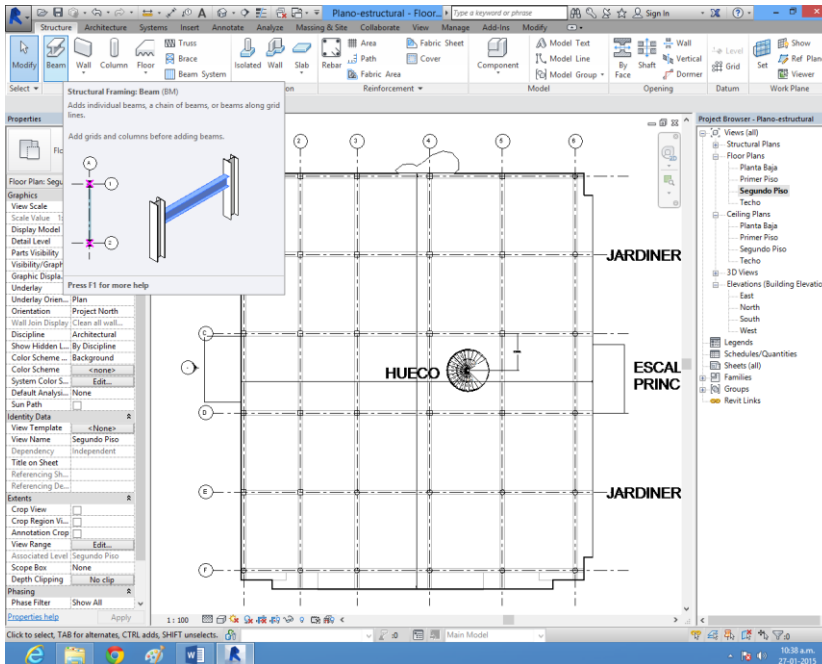 Plano-estructural - Floor...
Type a keyword or phrase
Sign In
Structure Architecture Systems Insert Annotate Analyze Massing & Site Collaborate View Manage Add-Ins Modify
Modify Beam Wall Column Floor
Truss
Brace
Beam System
Isolated Wall Slab
Rebar
Area
Path
Fabric Area
Fabric Sheet
Cover
Component
Model Text
Model Line
Model Group
By Face
Shaft
Wall
Vertical
Dormer
Level
Grid
Set
Show
Ref Plan
Viewer
Select Reinforcement Model Opening Datum Work Plane
Structural Framing: Beam (BM)
Adds individual beams, a chain of beams, or beams along grid
lines.
Add grids and columns before adding beams.
A
1
2
Press F1 for more help
Properties
Floor Plan: Segu
Graphics
View Scale
Scale Value 1:
Display Model
Detail Level
Parts Visibility
Visibility/Graph
Graphic Displa..
Underlay
Underlay Orien... Plan
Orientation Project North
Wall Join Display Clean all wall...
Discipline Architectural
Show Hidden L... By Discipline
Color Scheme ... Background
Color Scheme <none>
System Color S... Edit...
Default Analysi... None
Sun Path
Identity Data
View Template <None>
View Name Segundo Piso
Dependency Independent
Title on Sheet
Referencing Sh...
Referencing De...
Extents
Crop View
Crop Region Vi...
Annotation Crop
View Range Edit...
Associated Level Segundo Piso
Scope Box None
Depth Clipping No clip
Phasing
Phase Filter Show All
Properties help Apply
2 3 4 5 6
JARDINER
C
HUECO
ESCAL
PRINC
D
E
JARDINER
F
1 : 100
Project Browser - Plano-estructural
Views (all)
Structural Plans
Floor Plans
Planta Baja
Primer Piso
Segundo Piso
Techo
Ceiling Plans
Planta Baja
Primer Piso
Segundo Piso
Techo
3D Views
Elevations (Building Elevatio
East
North
South
West
Legends
Schedules/Quantities
Sheets (all)
Families
Groups
Revit Links
Click to select, TAB for alternates, CTRL adds, SHIFT unselects.
:0
Main Model
:0
10:38 a.m.
27-01-2015